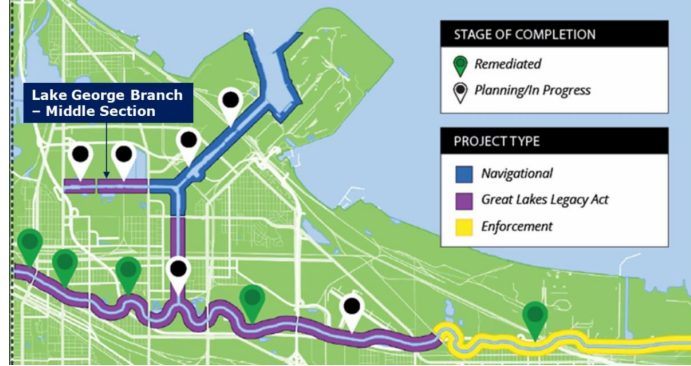 Lake George Branch
– Middle Section
STAGE OF COMPLETION
Remediated
Planning/In Progress
PROJECT TYPE
Navigational
Great Lakes Legacy Act
Enforcement